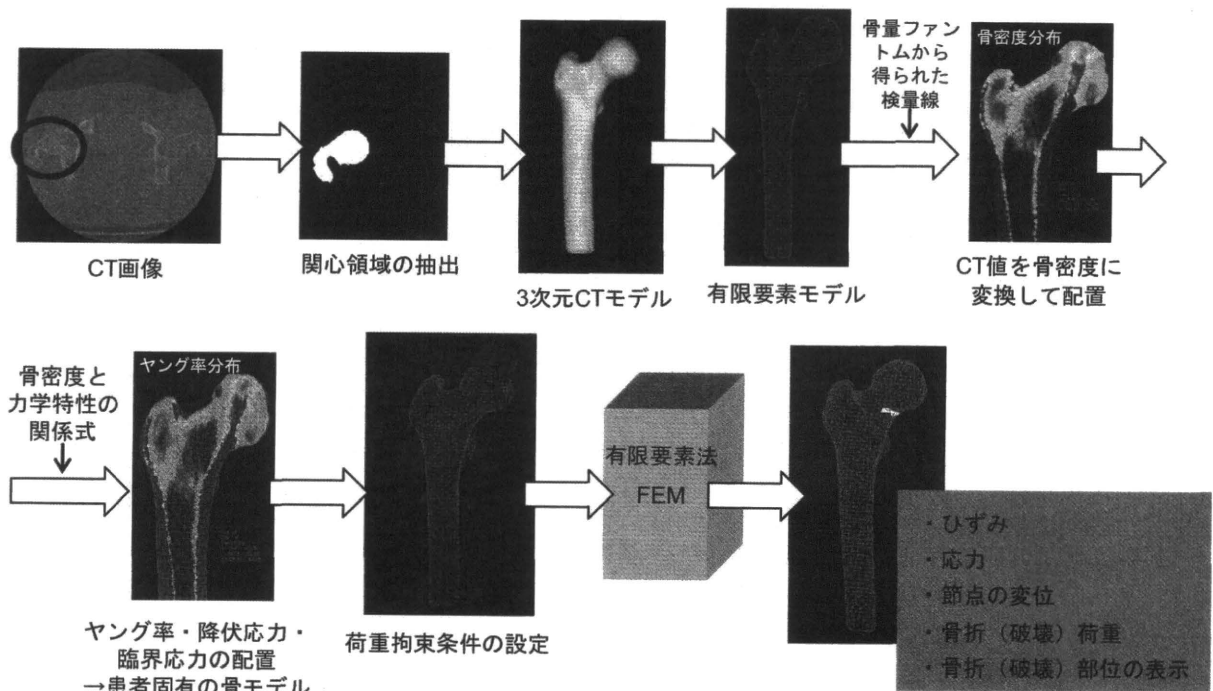 CT画像
関心領域の抽出
3次元CTモデル
有限要素モデル
骨量ファン
トムから
得られた
検量線
骨密度分布
CT値を骨密度に
変換して配置
骨密度と
力学特性の
関係式
ヤング率分布
ヤング率・降伏応力・
臨界応力の配置
→患者固有の骨モデル
荷重拘束条件の設定
有限要素法
FEM
・ひずみ
・応力
・節点の変位
・骨折（破壊）荷重
・骨折（破壊）部位の表示